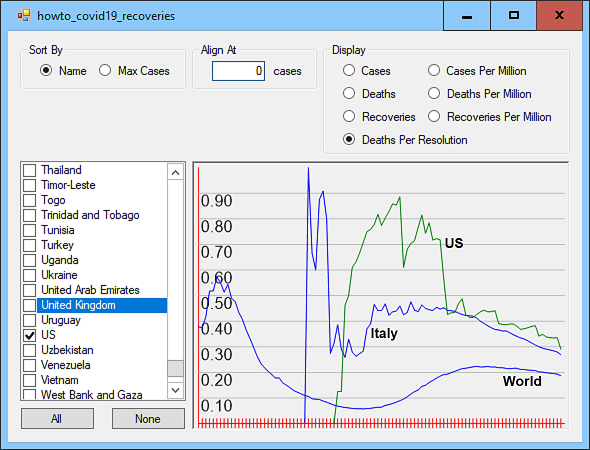 howto_covid19_recoveries
Sort By
Name Max Cases
Align At
0 cases
Display
Cases Cases Per Million
Deaths Deaths Per Million
Recoveries Recoveries Per Million
Deaths Per Resolution
Thailand
Timor-Leste
Togo
Trinidad and Tobago
Tunisia
Turkey
Uganda
Ukraine
United Arab Emirates
United Kingdom
Uruguay
US
Uzbekistan
Venezuela
Vietnam
West Bank and Gaza
All None
0.90
0.80
0.70
0.60
0.50
0.40
0.30
0.20
0.10
US
Italy
World